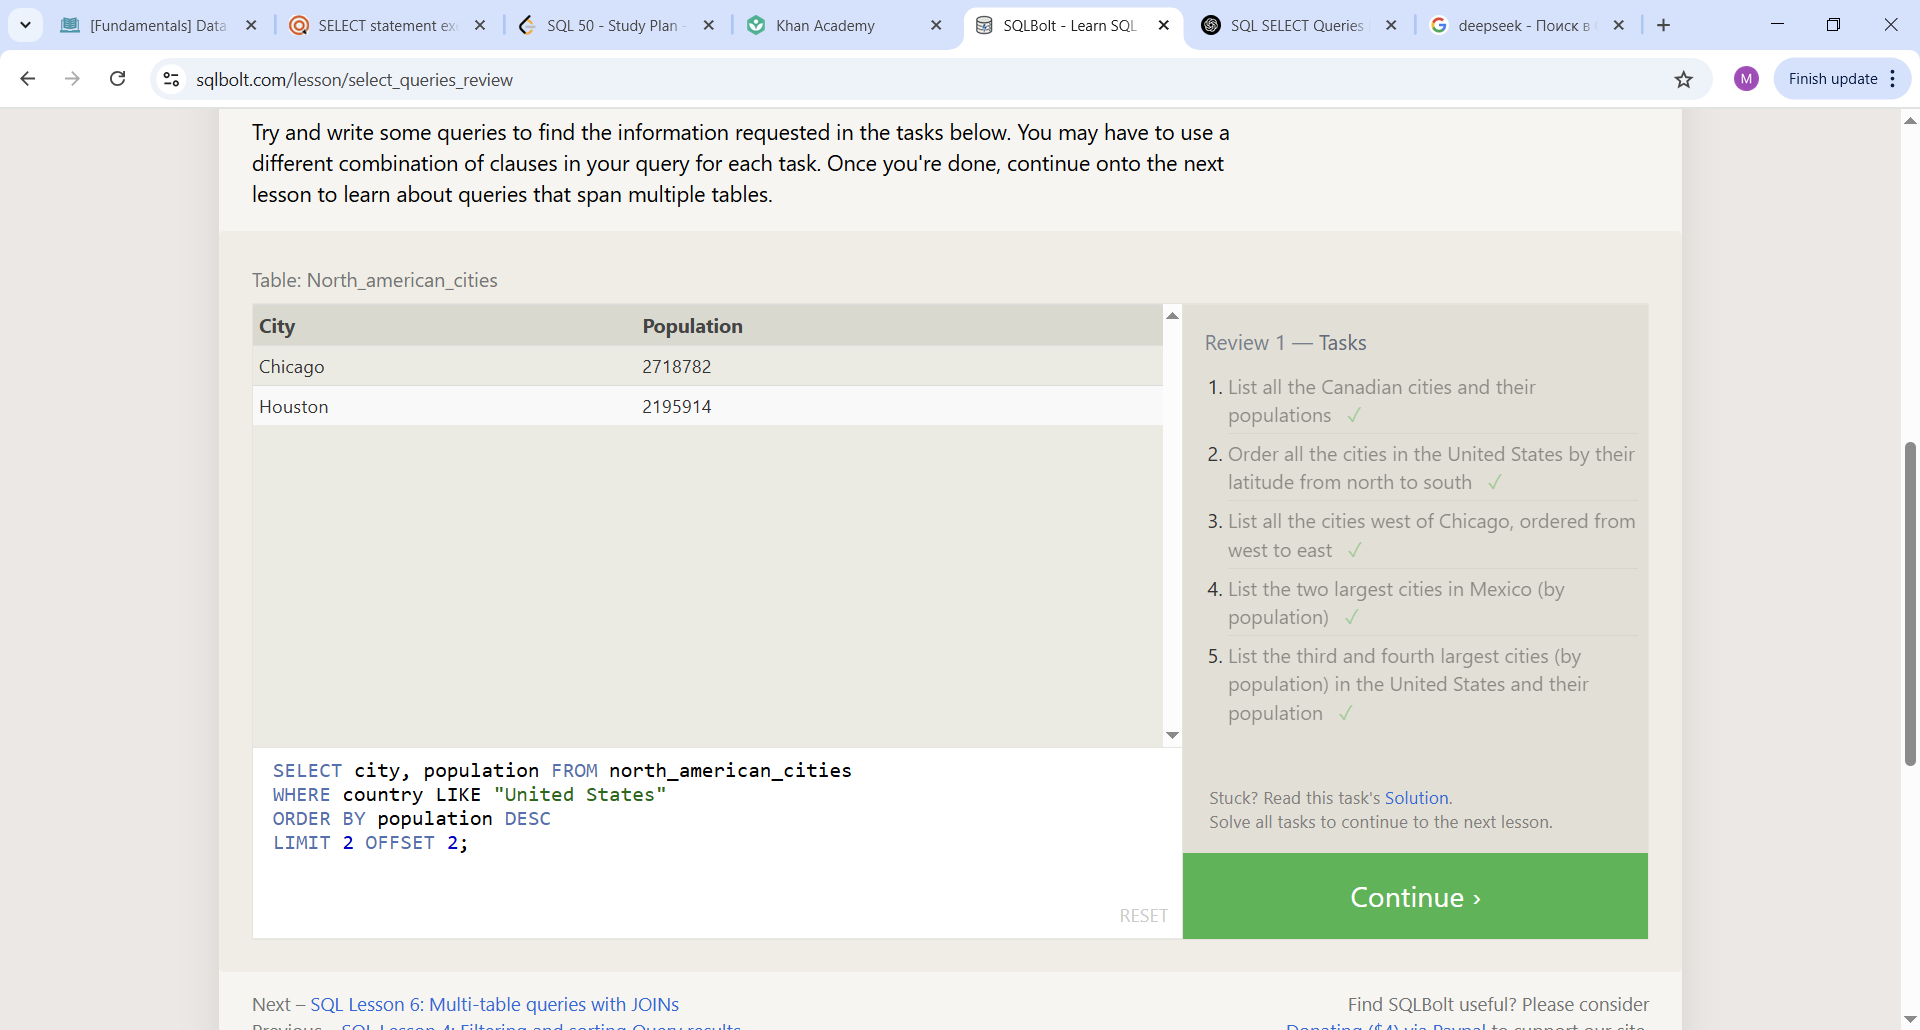 [Fundamentals] Data
SELECT statement exe
SQL 50 - Study Plan -
Khan Academy
SQLBolt - Learn SQL
SQL SELECT Queries
deepseek - Поиск в
sqlbolt.com/lesson/select_queries_review
M
Finish update
Try and write some queries to find the information requested in the tasks below. You may have to use a
different combination of clauses in your query for each task. Once you're done, continue onto the next
lesson to learn about queries that span multiple tables.
Table: North_american_cities
City Population
Chicago 2718782
Houston 2195914
SELECT city, population FROM north_american_cities
WHERE country LIKE "United States"
ORDER BY population DESC
LIMIT 2 OFFSET 2;
RESET
Review 1 — Tasks
1. List all the Canadian cities and their
populations ✓
2. Order all the cities in the United States by their
latitude from north to south ✓
3. List all the cities west of Chicago, ordered from
west to east ✓
4. List the two largest cities in Mexico (by
population) ✓
5. List the third and fourth largest cities (by
population) in the United States and their
population ✓
Stuck? Read this task's Solution.
Solve all tasks to continue to the next lesson.
Continue ›
Next – SQL Lesson 6: Multi-table queries with JOINs
Previous – SQL Lesson 4: Filtering and sorting Query results
Find SQLBolt useful? Please consider
Donating ($4) via Paypal to support our site.